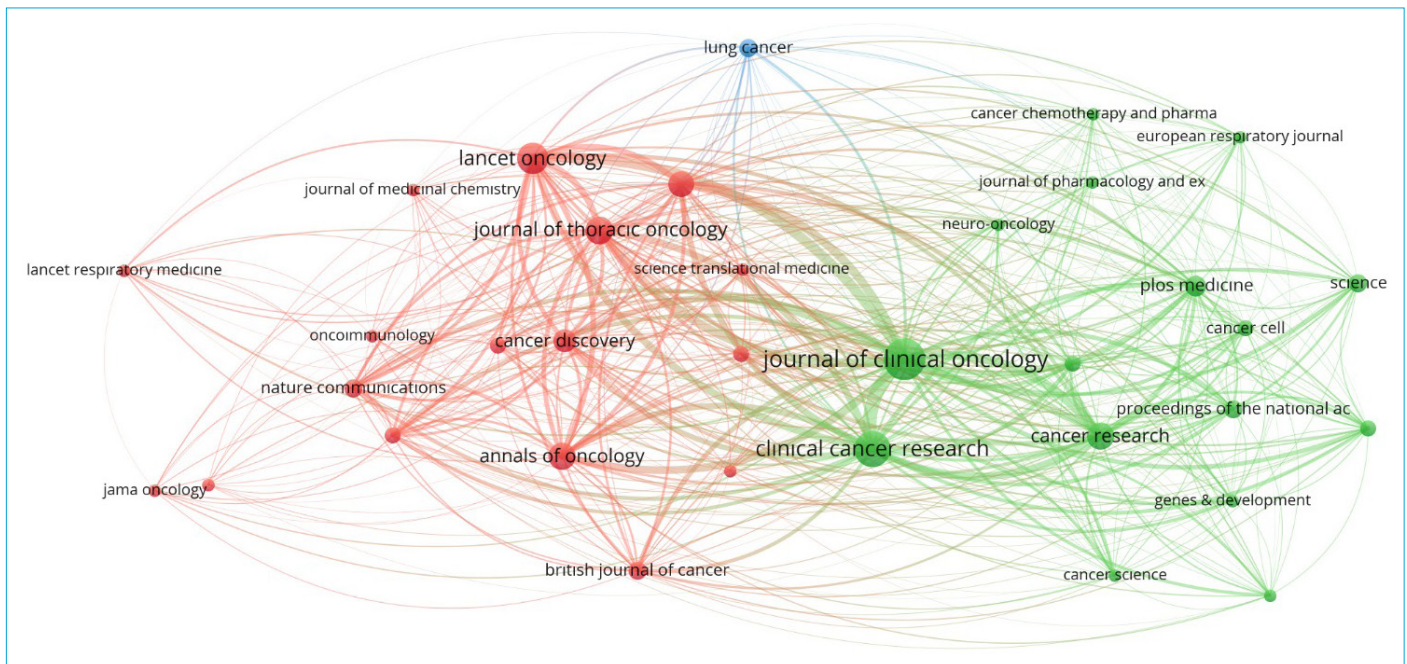 lung cancer
cancer chemotherapy and pharma
european respiratory journal
lancet oncology
journal of medicinal chemistry
journal of pharmacology and ex
journal of thoracic oncology
neuro-oncology
lancet respiratory medicine
science translational medicine
plos medicine
science
oncoimmunology
cancer discovery
cancer cell
journal of clinical oncology
nature communications
proceedings of the national ac
cancer research
annals of oncology
clinical cancer research
jama oncology
genes & development
british journal of cancer
cancer science